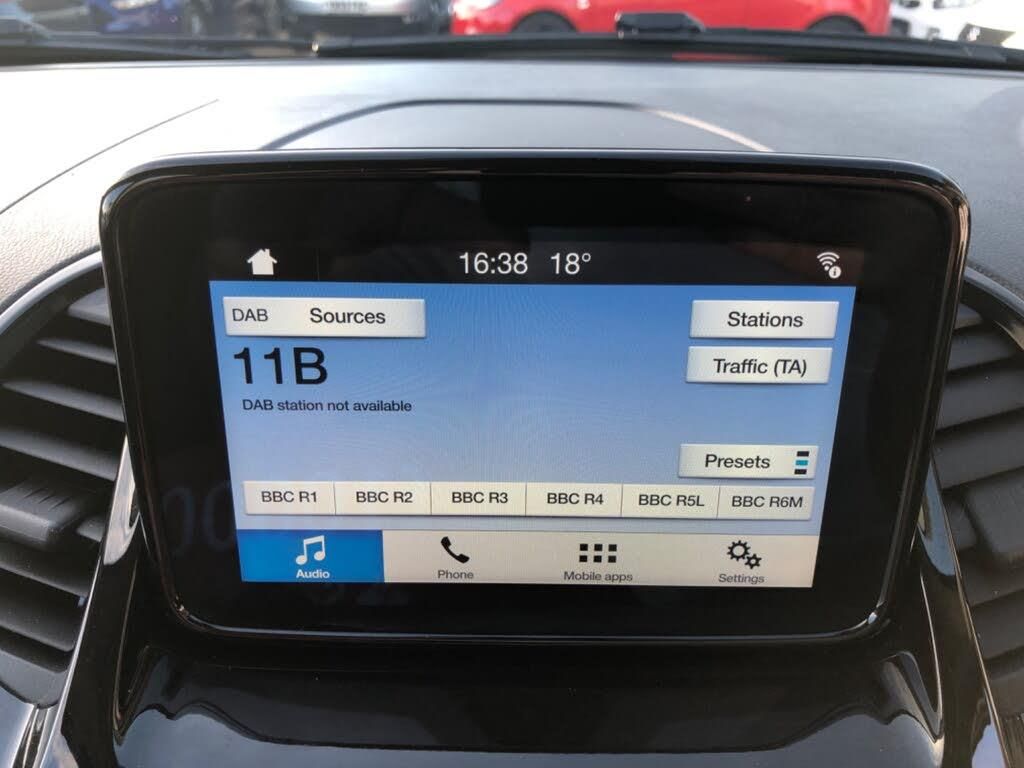 16:38 18°
DAB Sources
Stations
11B
Traffic (TA)
DAB station not available
Presets
BBC R1 BBC R2 BBC R3 BBC R4 BBC R5L BBC R6M
Audio Phone Mobile apps Settings